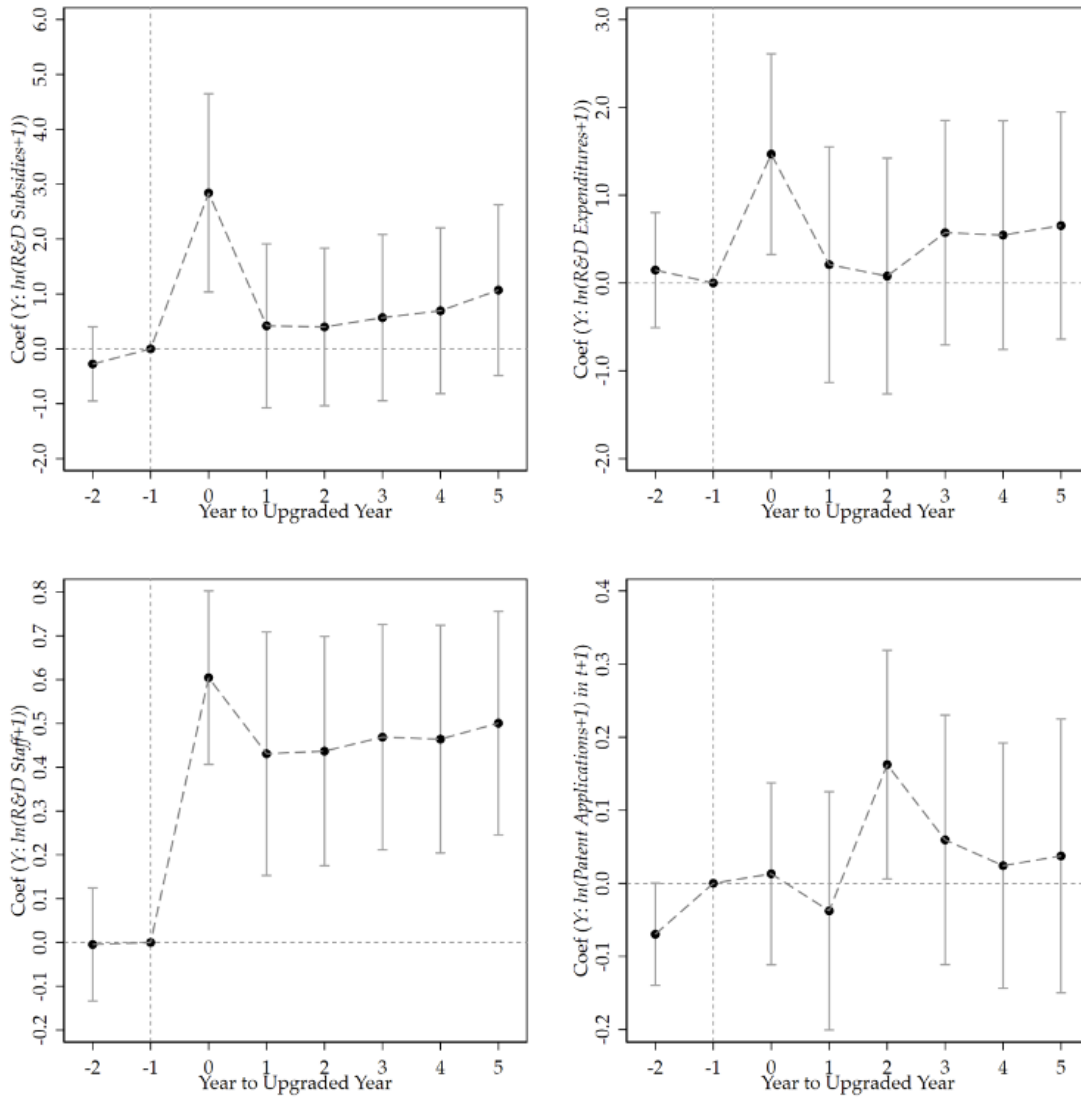 Coef (Y: ln(R&D Subsidies+1))
6.0
5.0
4.0
3.0
2.0
1.0
0.0
-1.0
-2.0
-2 -1 0 1 2 3 4 5
Year to Upgraded Year
Coef (Y: ln(R&D Expenditures+1))
3.0
2.0
1.0
0.0
-1.0
-2.0
-2 -1 0 1 2 3 4 5
Year to Upgraded Year
Coef (Y: ln(R&D Staff+1))
0.8
0.7
0.6
0.5
0.4
0.3
0.2
0.1
0.0
-0.1
-0.2
-2 -1 0 1 2 3 4 5
Year to Upgraded Year
Coef (Y: ln(Patent Applications+1) in t+1)
0.4
0.3
0.2
0.1
0.0
-0.1
-0.2
-2 -1 0 1 2 3 4 5
Year to Upgraded Year